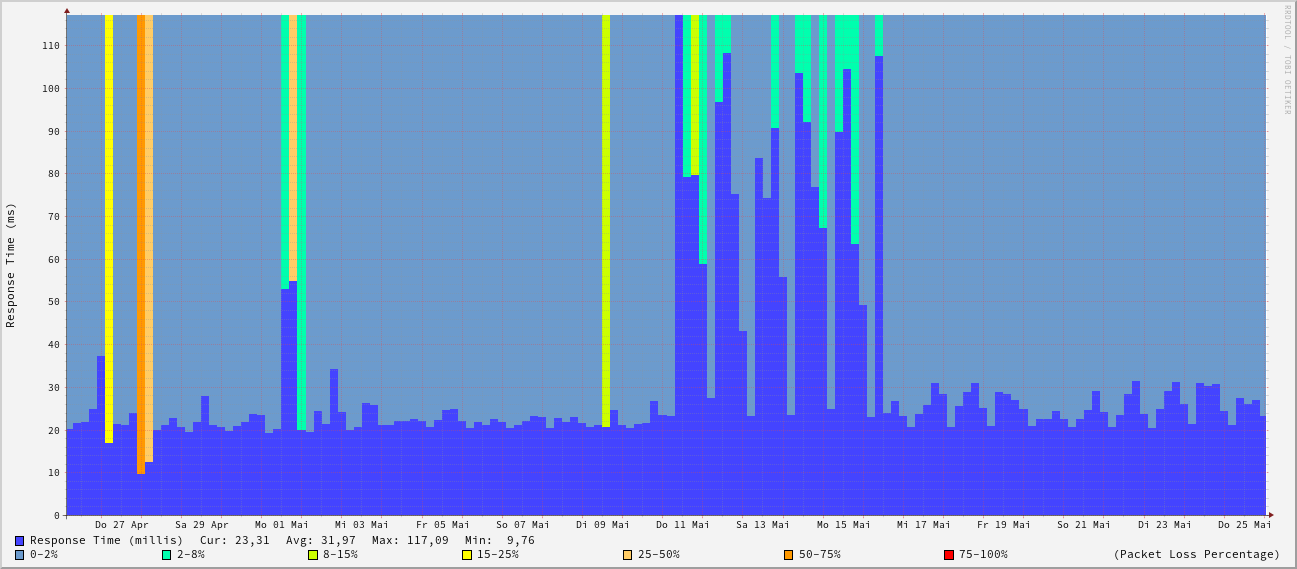 RRDTOOL / TOBI OETIKER
Response Time (ms)
110
100
90
80
70
60
50
40
30
20
10
0
Do 27 Apr Sa 29 Apr Mo 01 Mai Mi 03 Mai Fr 05 Mai So 07 Mai Di 09 Mai Do 11 Mai Sa 13 Mai Mo 15 Mai Mi 17 Mai Fr 19 Mai So 21 Mai Di 23 Mai Do 25 Mai
Response Time (millis) Cur: 23,31 Avg: 31,97 Max: 117,09 Min: 9,76
0-2% 2-8% 8-15% 15-25% 25-50% 50-75% 75-100% (Packet Loss Percentage)